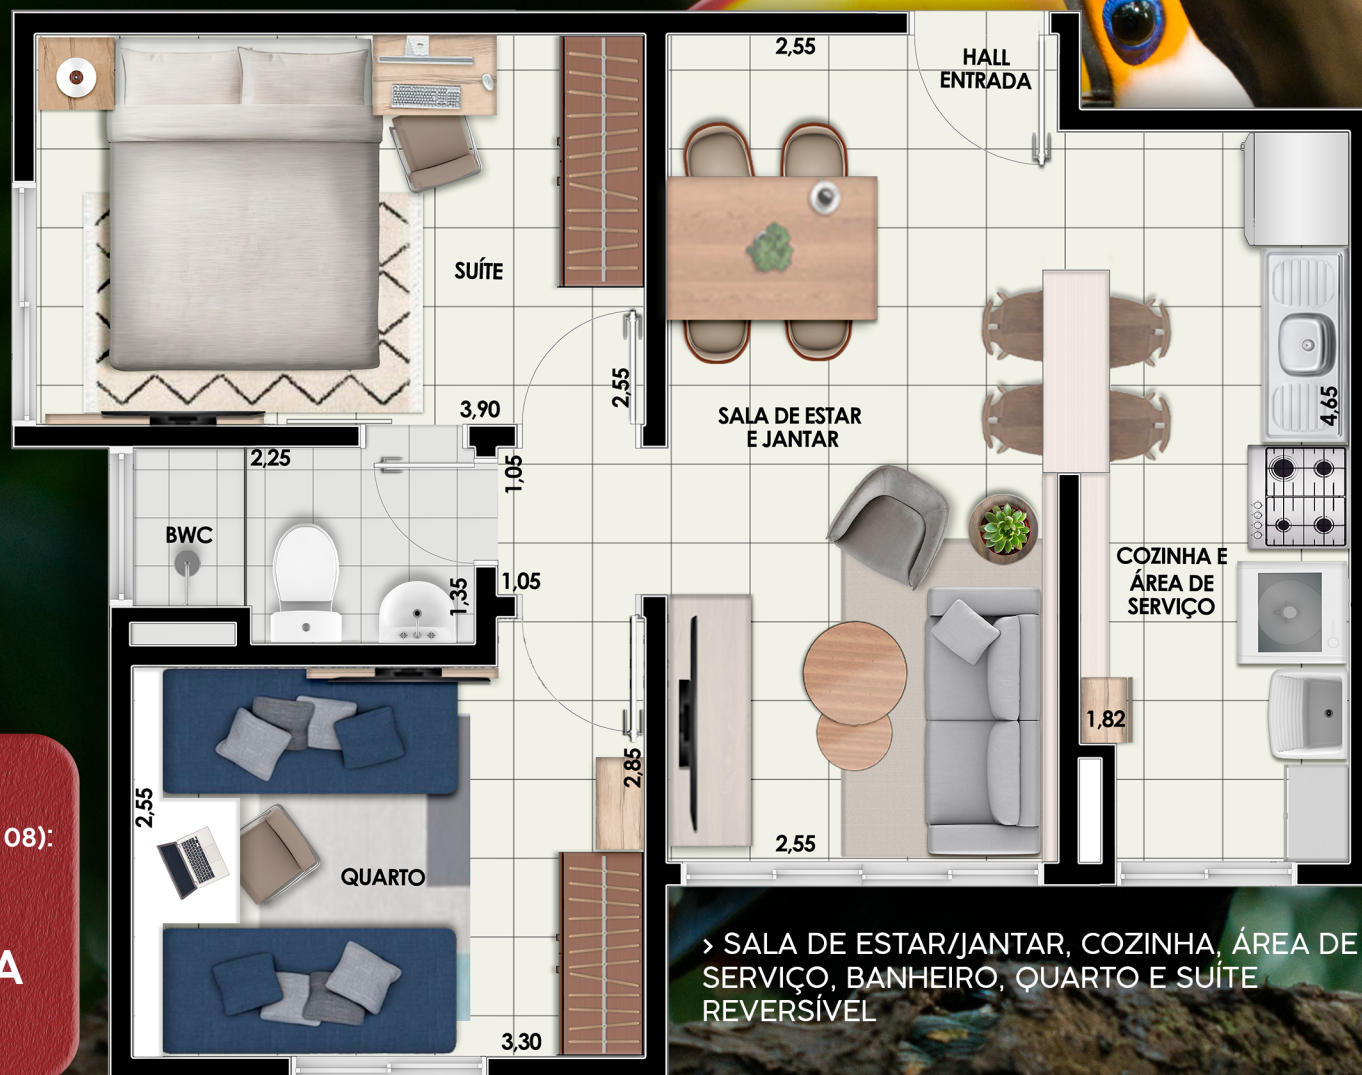 2,55
HALL
ENTRADA
SUÍTE
2,55
3,90
4,65
SALA DE ESTAR
E JANTAR
2,25
1,05
BWC
COZINHA E
ÁREA DE
SERVIÇO
1,05
1,35
1,82
2,85
2,55
08):
2,55
QUARTO
A
3,30
> SALA DE ESTAR/JANTAR, COZINHA, ÁREA DE
SERVIÇO, BANHEIRO, QUARTO E SUÍTE
REVERSÍVEL